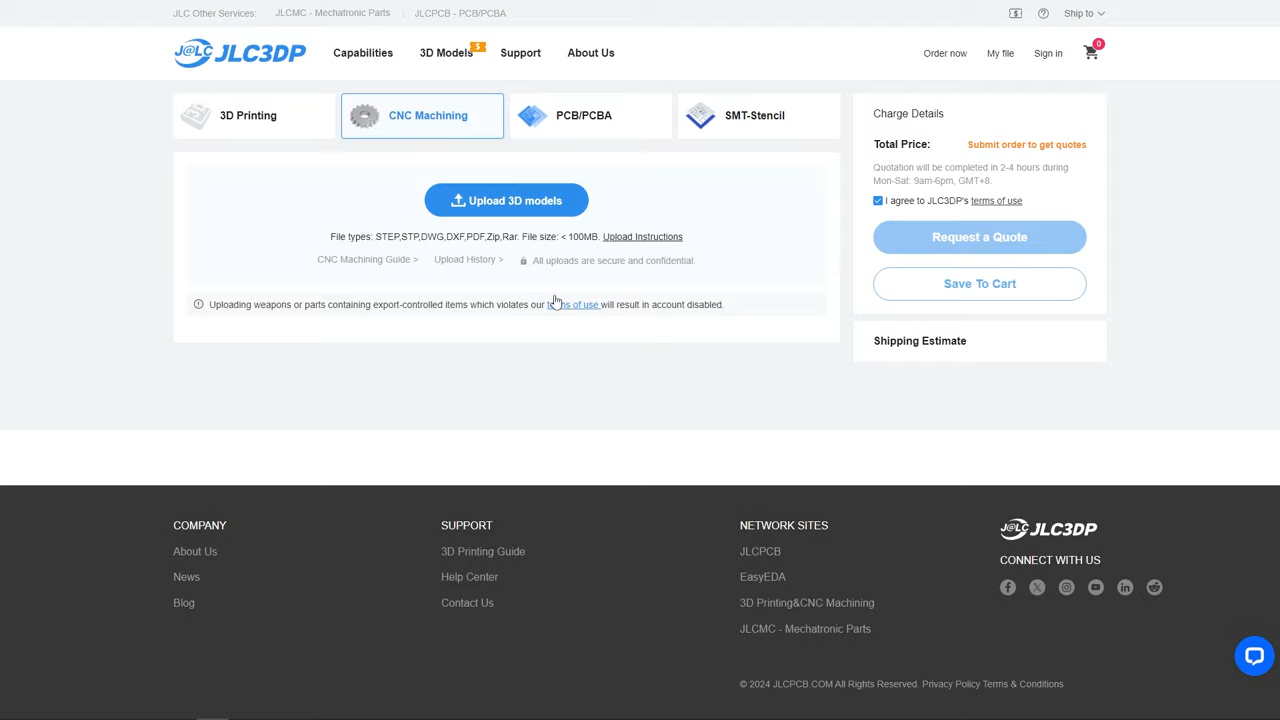 JLC Other Services:
JLCMC - Mechatronic Parts
JLCPCB - PCB/PCBA
$
?
Ship to
J@LC JLC3DP
Capabilities
3D Models
$
Support
About Us
Order now
My file
Sign in
0
3D Printing
CNC Machining
PCB/PCBA
SMT-Stencil
Upload 3D models
File types: STEP,STP,DWG,DXF,PDF,Zip,Rar. File size: < 100MB. Upload Instructions
CNC Machining Guide >
Upload History >
All uploads are secure and confidential.
Uploading weapons or parts containing export-controlled items which violates our terms of use will result in account disabled.
Charge Details
Total Price:
Submit order to get quotes
Quotation will be completed in 2-4 hours during
Mon-Sat: 9am-6pm, GMT+8.
I agree to JLC3DP's terms of use
Request a Quote
Save To Cart
Shipping Estimate
COMPANY
About Us
News
Blog
SUPPORT
3D Printing Guide
Help Center
Contact Us
NETWORK SITES
JLCPCB
EasyEDA
3D Printing&CNC Machining
JLCMC - Mechatronic Parts
J@LC JLC3DP
CONNECT WITH US
© 2024 JLCPCB.COM All Rights Reserved. Privacy Policy Terms & Conditions